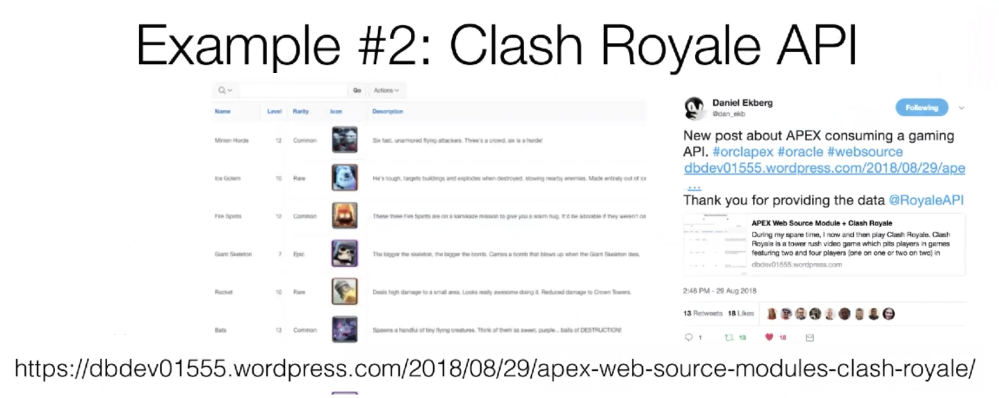 Example #2: Clash Royale API
Go Actions
Name Level Rarity Icon Description
Minion Horde 12 Common Six fast, unarmored flying attackers. Three's a crowd, six is a horde!
Ice Golem 10 Rare He's tough, targets buildings and explodes when destroyed, slowing nearby enemies. Made entirely out of ice
Fire Spirits Common These three Fire Spirits are on a kamikaze mission to give you a warm hug. It'd be adorable if they weren't on
Giant Skeleton 7 Epic The bigger the skeleton, the bigger the bomb. Carries a bomb that blows up when the Giant Skeleton dies.
Rocket 10 Rare Deals high damage to a small area. Looks really awesome doing it. Reduced damage to Crown Towers.
Bats 13 Common Spawns a handful of tiny flying creatures. Think of them as sweet, purple... balls of DESTRUCTION!
Daniel Ekberg
@dan_ekb
Following
New post about APEX consuming a gaming
API. #orclapex #oracle #websource
dbdev01555.wordpress.com/2018/08/29/ape
...
Thank you for providing the data @RoyaleAPI
APEX Web Source Module + Clash Royale
During my spare time, I now and then play Clash Royale. Clash
Royale is a tower rush video game which pits players in games
featuring two and four players (one on one or two on two) in
dbdev01555.wordpress.com
2:48 PM - 29 Aug 2018
13 Retweets 18 Likes
1 13 18
https://dbdev01555.wordpress.com/2018/08/29/apex-web-source-modules-clash-royale/